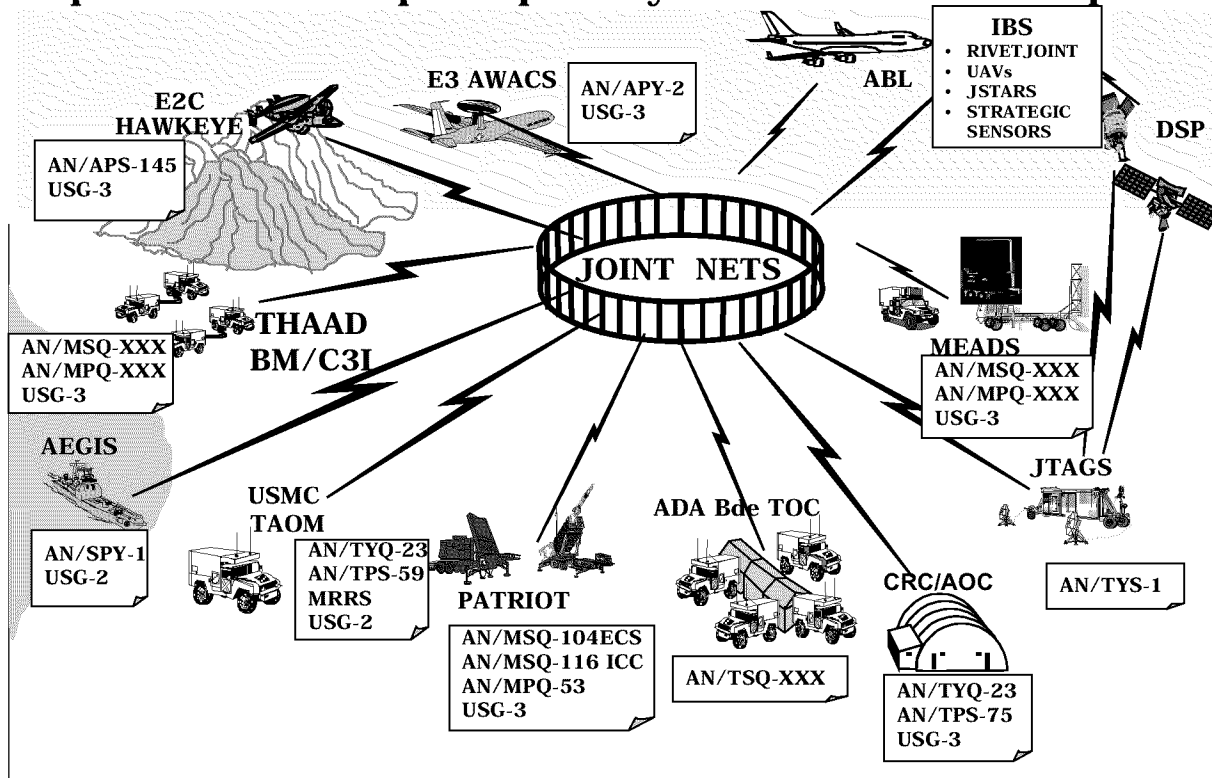 IBS
• RIVETJOINT
• UAVs
• JSTARS
• STRATEGIC
SENSORS
ABL
DSP
E3 AWACS
AN/APY-2
USG-3
E2C
HAWKEYE
AN/APS-145
USG-3
JOINT NETS
THAAD
BM/C3I
AN/MSQ-XXX
AN/MPQ-XXX
USG-3
MEADS
AN/MSQ-XXX
AN/MPQ-XXX
USG-3
AEGIS
AN/SPY-1
USG-2
USMC
TAOM
AN/TYQ-23
AN/TPS-59
MRRS
USG-2
PATRIOT
AN/MSQ-104ECS
AN/MSQ-116 ICC
AN/MPQ-53
USG-3
ADA Bde TOC
AN/TSQ-XXX
CRC/AOC
AN/TYQ-23
AN/TPS-75
USG-3
JTAGS
AN/TYS-1